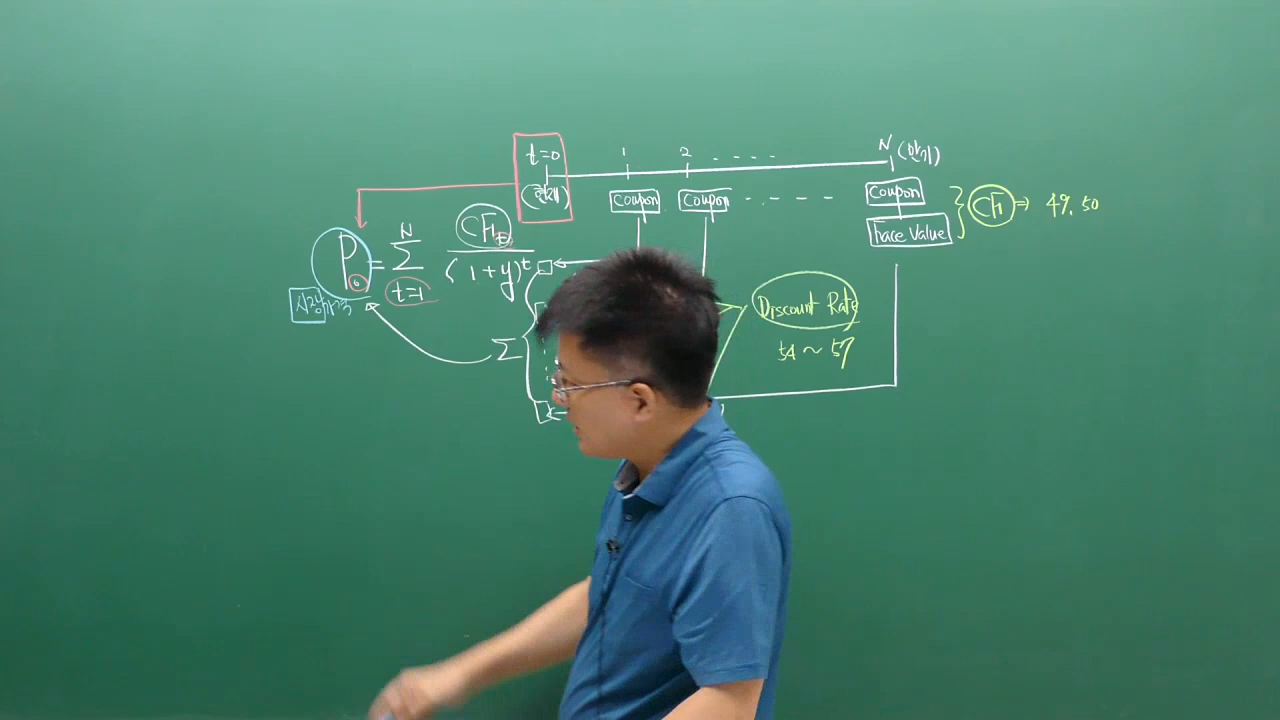 t=0 1 2 . . . . N (만기)
(현재) Coupon Coupon - - - - - Coupon } CF → 49, 50
Face Value
P₀ = Σ N t=1 CFt / (1+y)^t
시장가격
Σ {
Discount Rate
54 ~ 57